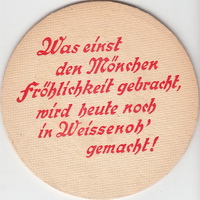 Was einst
den Mönchen
Fröhlichkeit gebracht,
wird heute noch
in Weissenoh'
gemacht!